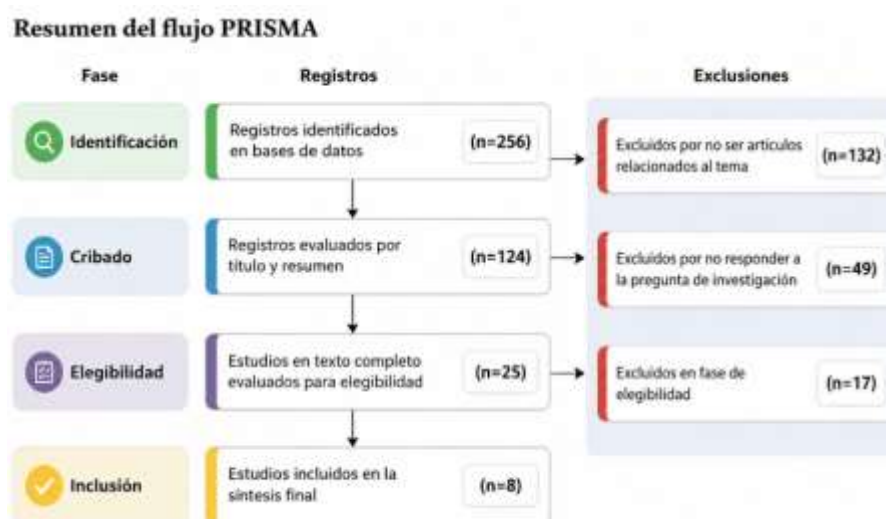 Resumen del flujo PRISMA
Fase
Registros
Exclusiones
Identificación
Registros identificados
en bases de datos
(n=256)
Excluidos por no ser artículos
relacionados al tema
(n=132)
Cribado
Registros evaluados por
título y resumen
(n=124)
Excluidos por no responder a
la pregunta de investigación
(n=49)
Elegibilidad
Estudios en texto completo
evaluados para elegibilidad
(n=25)
Excluidos en fase de
elegibilidad
(n=17)
Inclusión
Estudios incluidos en la
síntesis final
(n=8)